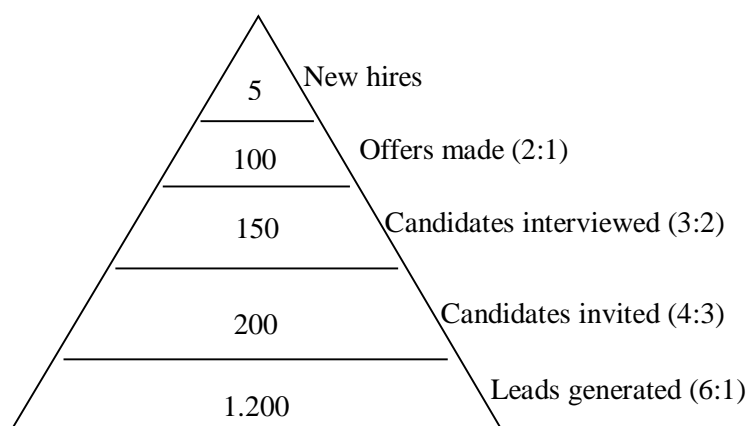 New hires
5
Offers made (2:1)
100
Candidates interviewed (3:2)
150
Candidates invited (4:3)
200
Leads generated (6:1)
1.200